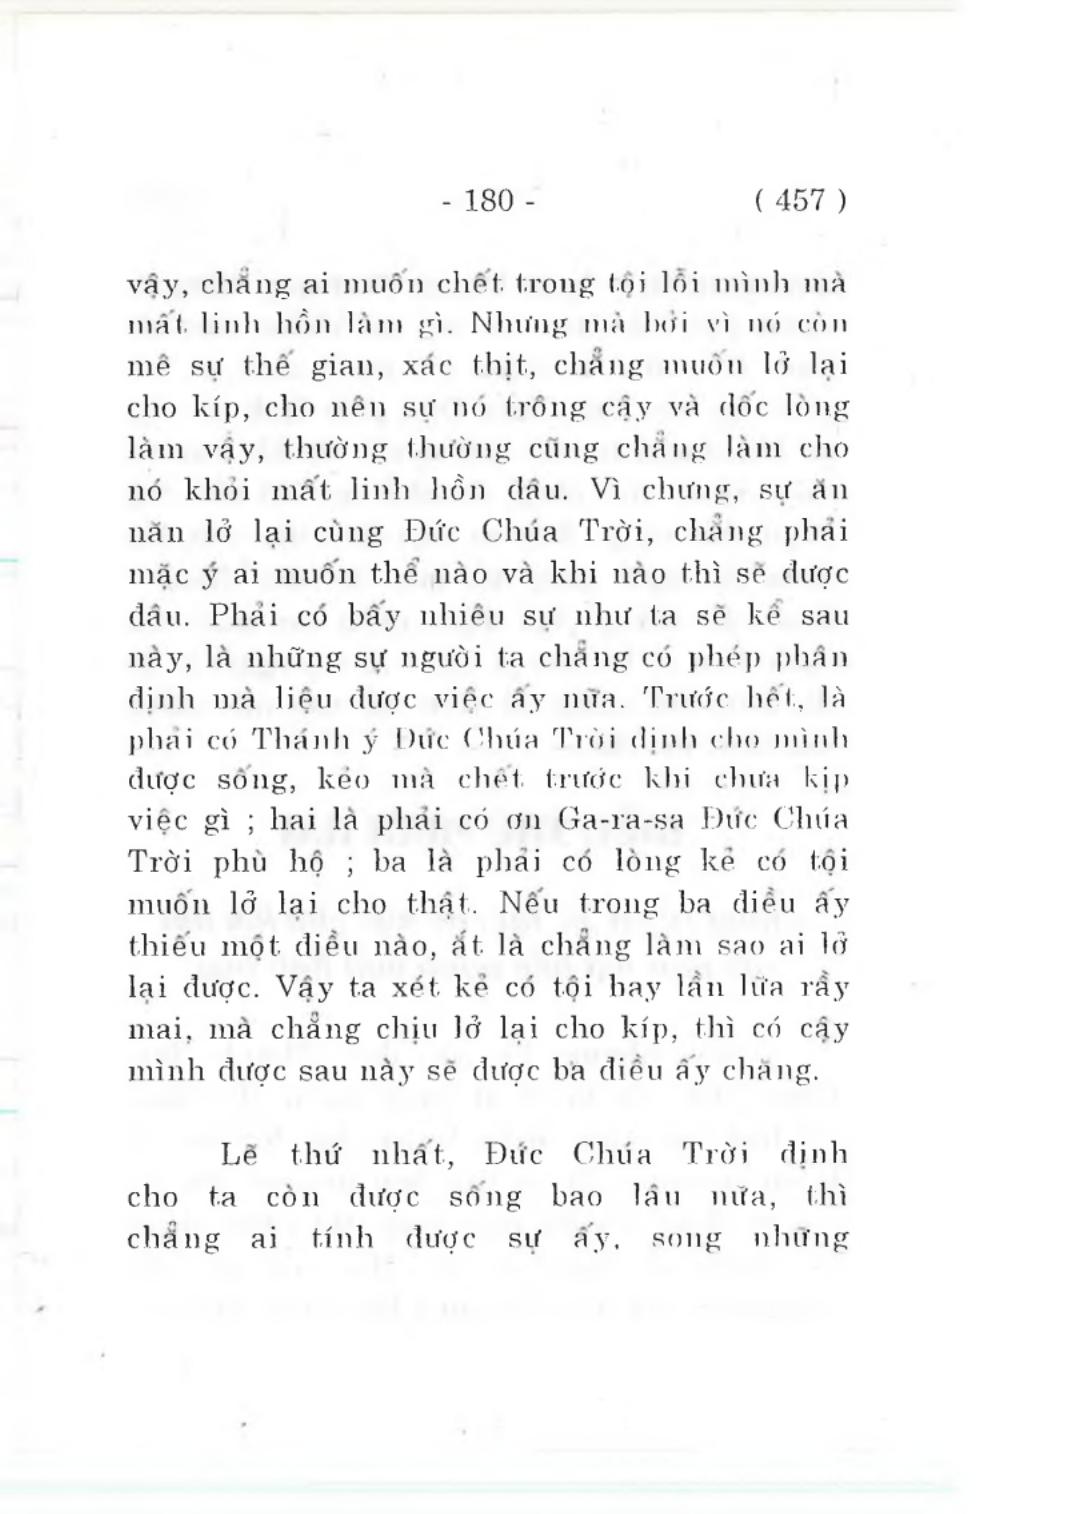 - 180 - ( 457 )
vậy, chẳng ai muốn chết trong tội lỗi mình mà
mất linh hồn làm gì. Nhưng mà bởi vì nó còn
mê sự thế gian, xác thịt, chẳng muốn lở lại
cho kíp, cho nên sự nó trông cậy và dốc lòng
làm vậy, thường thường cũng chẳng làm cho
nó khỏi mất linh hồn đâu. Vì chưng, sự ăn
năn lở lại cùng Đức Chúa Trời, chẳng phải
mặc ý ai muốn thể nào và khi nào thì sẽ được
đâu. Phải có bấy nhiêu sự như ta sẽ kể sau
này, là những sự người ta chẳng có phép phân
định mà liệu được việc ấy nữa. Trước hết, là
phải có Thánh ý Đức Chúa Trời định cho mình
được sống, kẻo mà chết trước khi chưa kịp
việc gì ; hai là phải có ơn Ga-ra-sa Đức Chúa
Trời phù hộ ; ba là phải có lòng kẻ có tội
muốn lở lại cho thật. Nếu trong ba điều ấy
thiếu một điều nào, ắt là chẳng làm sao ai lở
lại được. Vậy ta xét kẻ có tội hay lần lữa rầy
mai, mà chẳng chịu lở lại cho kíp, thì có cậy
mình được sau này sẽ được ba điều ấy chăng.
Lẽ thứ nhất, Đức Chúa Trời định
cho ta còn được sống bao lâu nữa, thì
chẳng ai tính được sự ấy, song những